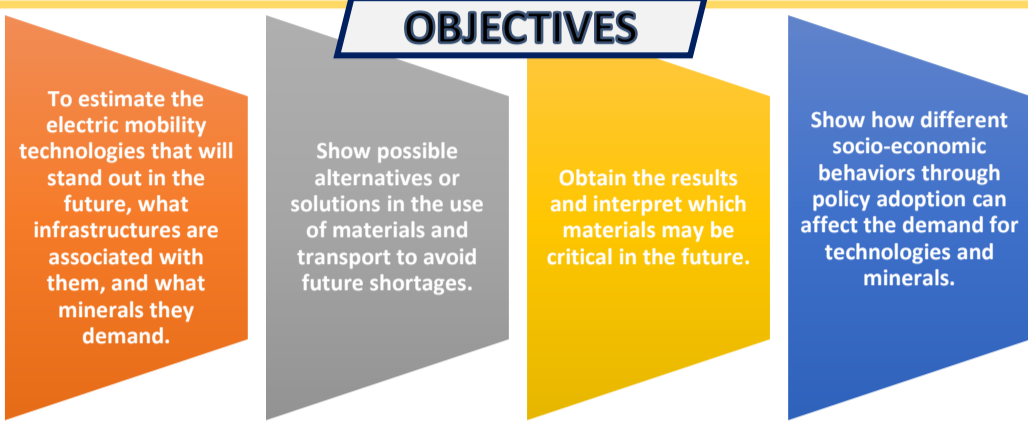 OBJECTIVES
To estimate the
electric mobility
technologies that will
stand out in the
future, what
infrastructures are
associated with
them, and what
minerals they
demand.
Show possible
alternatives or
solutions in the use
of materials and
transport to avoid
future shortages.
Obtain the results
and interpret which
materials may be
critical in the future.
Show how different
socio-economic
behaviors through
policy adoption can
affect the demand for
technologies and
minerals.